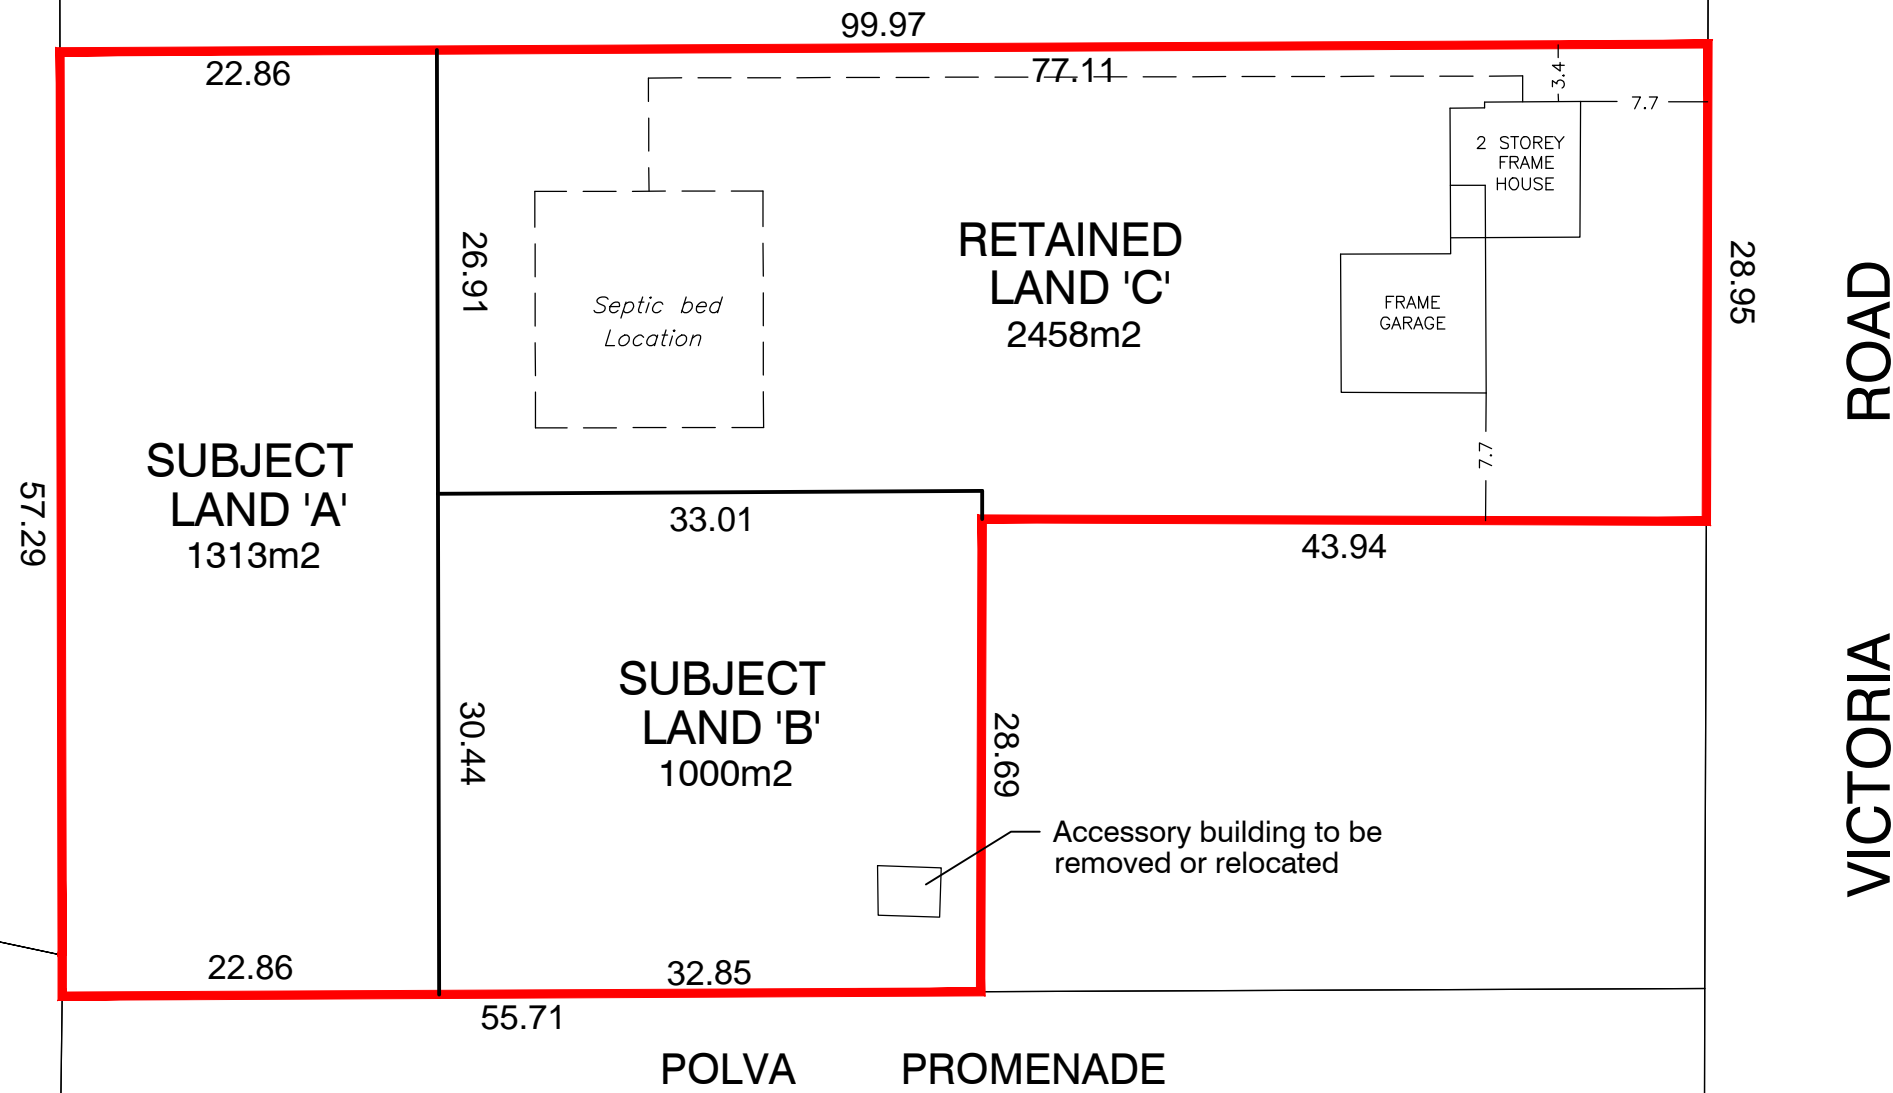 99.97
22.86
77.11
3.4
7.7
2 STOREY
FRAME
HOUSE
26.91
RETAINED
LAND 'C'
2458m2
28.95
Septic bed
Location
FRAME
GARAGE
ROAD
7.7
SUBJECT
LAND 'A'
1313m2
57.29
33.01
43.94
SUBJECT
LAND 'B'
1000m2
30.44
28.69
VICTORIA
Accessory building to be
removed or relocated
22.86
32.85
55.71
POLVA PROMENADE